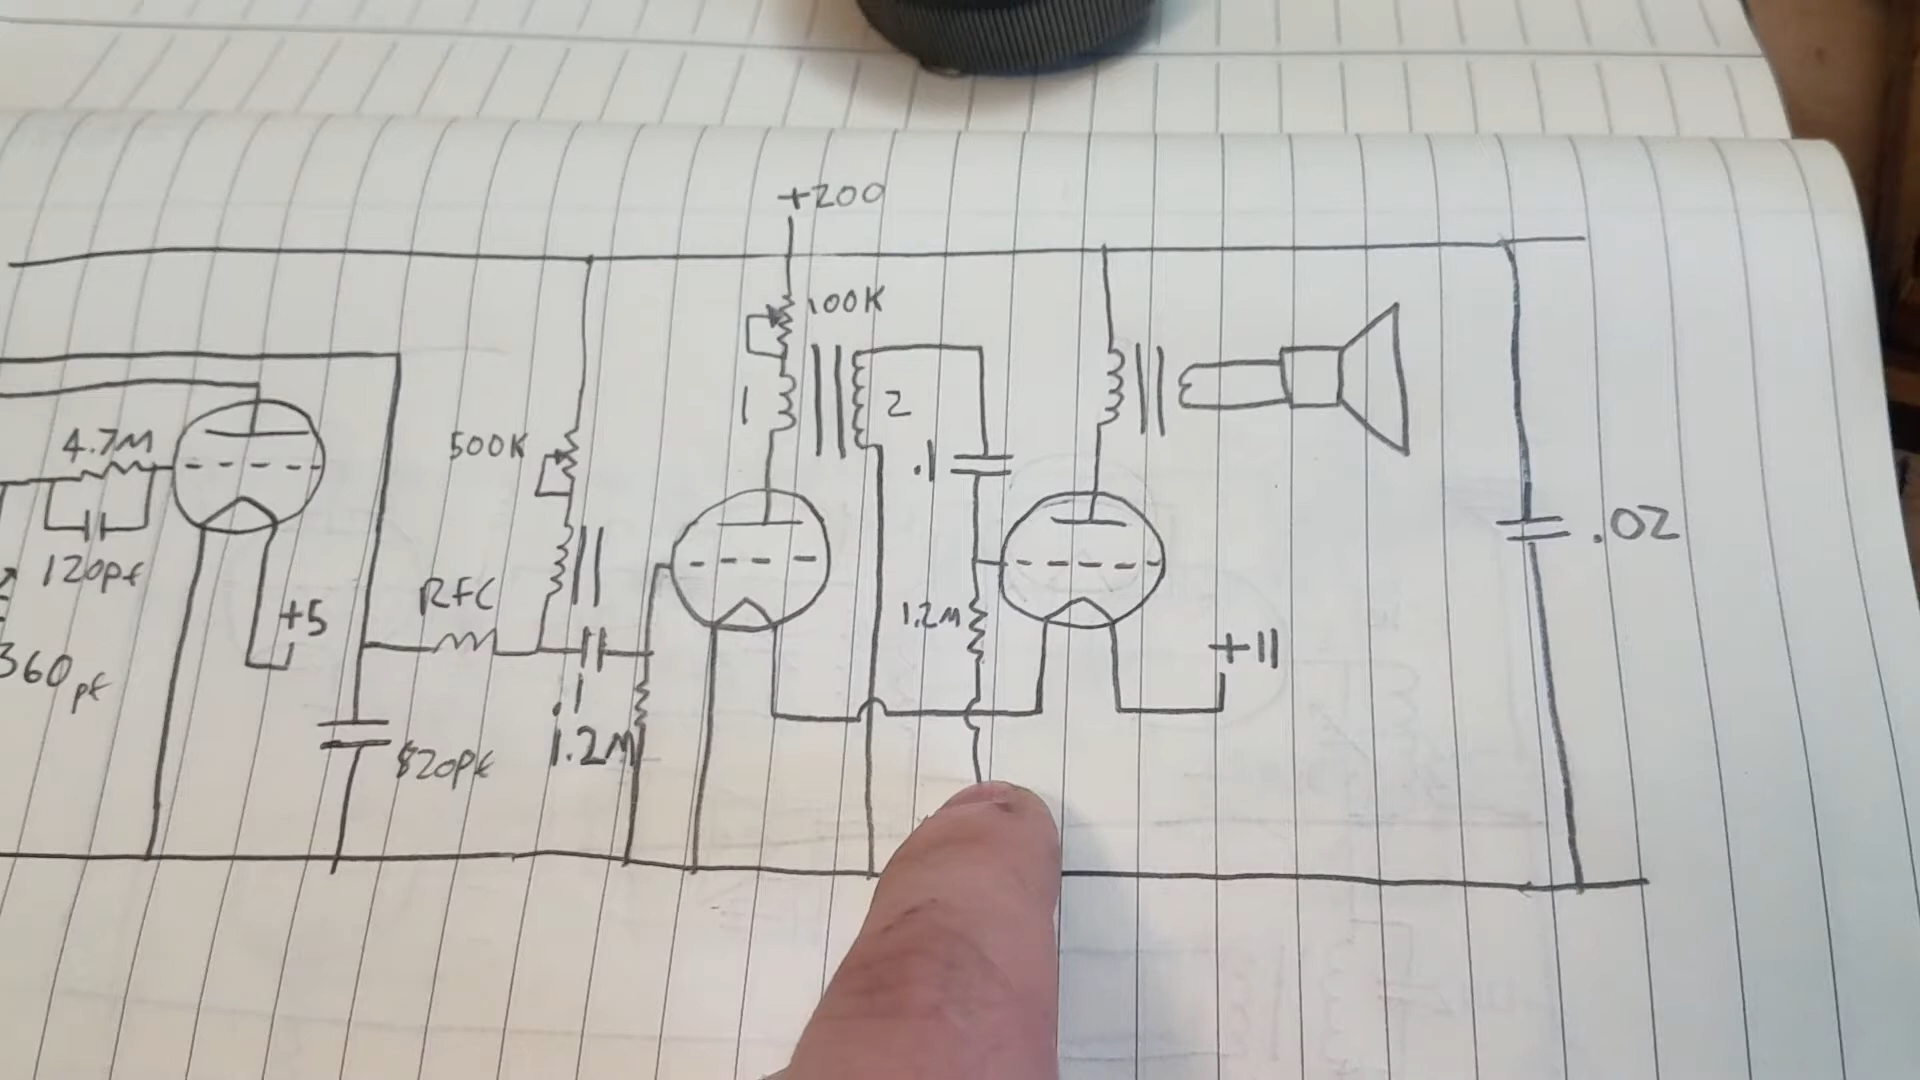 +200
100K
1
2
500K
4.7M
.1
120pf
.02
RFC
+5
1.2M
+11
360pf
.1
1.2M
820pf